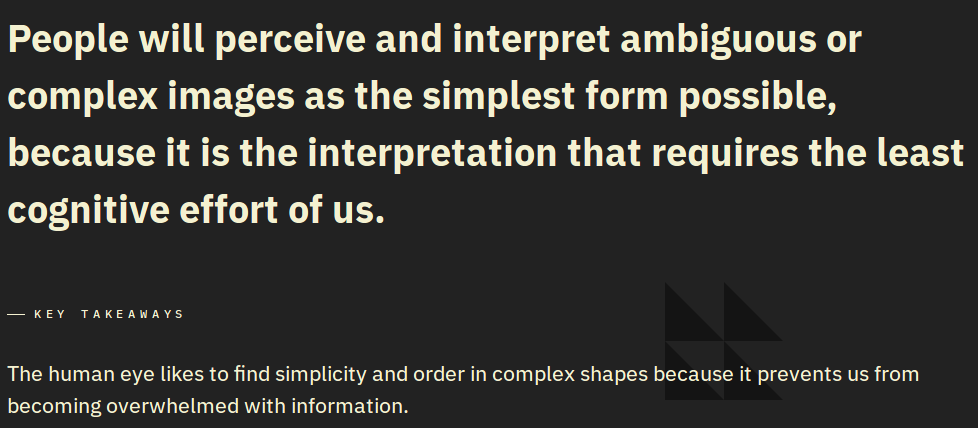 People will perceive and interpret ambiguous or
complex images as the simplest form possible,
because it is the interpretation that requires the least
cognitive effort of us.
KEY TAKEAWAYS
The human eye likes to find simplicity and order in complex shapes because it prevents us from
becoming overwhelmed with information.